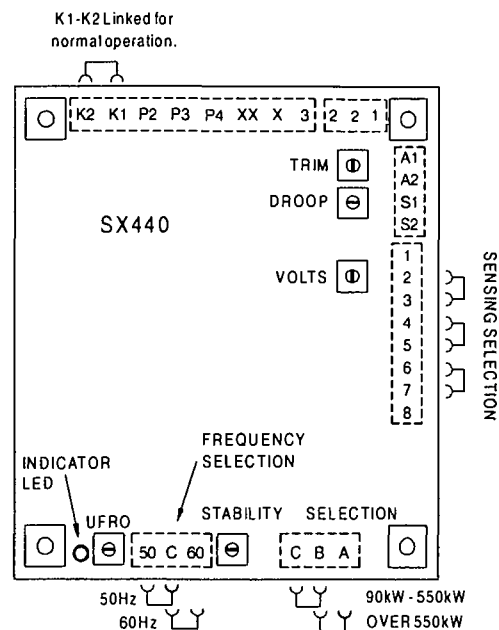 K1-K2 Linked for
normal operation.
K2 K1 P2 P3 P4 XX X 3 2 2 1
TRIM
DROOP
A1
A2
S1
S2
SX440
VOLTS
1
2
3
4
5
6
7
8
SENSING SELECTION
FREQUENCY
SELECTION
INDICATOR
LED
UFRO
STABILITY
SELECTION
50 C 60
C B A
50Hz
90kW - 550kW
60Hz
OVER 550kW